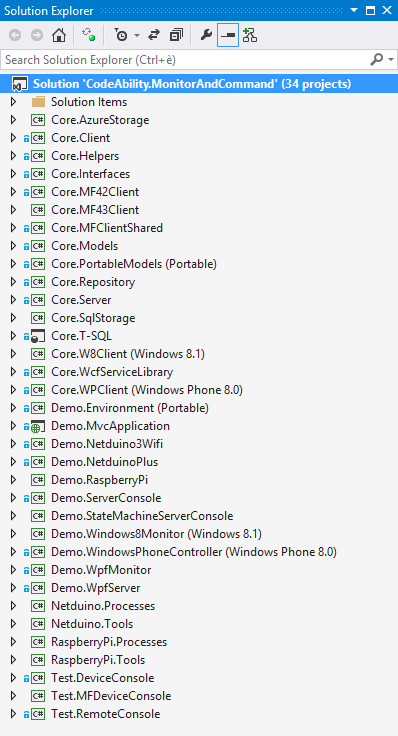 Solution Explorer
Search Solution Explorer (Ctrl+è)
Solution 'CodeAbility.MonitorAndCommand' (34 projects)
Solution Items
C# Core.AzureStorage
C# Core.Client
C# Core.Helpers
C# Core.Interfaces
C# Core.MF42Client
C# Core.MF43Client
C# Core.MFClientShared
C# Core.Models
C# Core.PortableModels (Portable)
C# Core.Repository
C# Core.Server
C# Core.SqlStorage
Core.T-SQL
C# Core.W8Client (Windows 8.1)
C# Core.WcfServiceLibrary
C# Core.WPClient (Windows Phone 8.0)
C# Demo.Environment (Portable)
Demo.MvcApplication
C# Demo.Netduino3Wifi
C# Demo.NetduinoPlus
C# Demo.RaspberryPi
C# Demo.ServerConsole
C# Demo.StateMachineServerConsole
C# Demo.Windows8Monitor (Windows 8.1)
C# Demo.WindowsPhoneController (Windows Phone 8.0)
C# Demo.WpfMonitor
C# Demo.WpfServer
C# Netduino.Processes
C# Netduino.Tools
C# RaspberryPi.Processes
C# RaspberryPi.Tools
C# Test.DeviceConsole
C# Test.MFDeviceConsole
C# Test.RemoteConsole